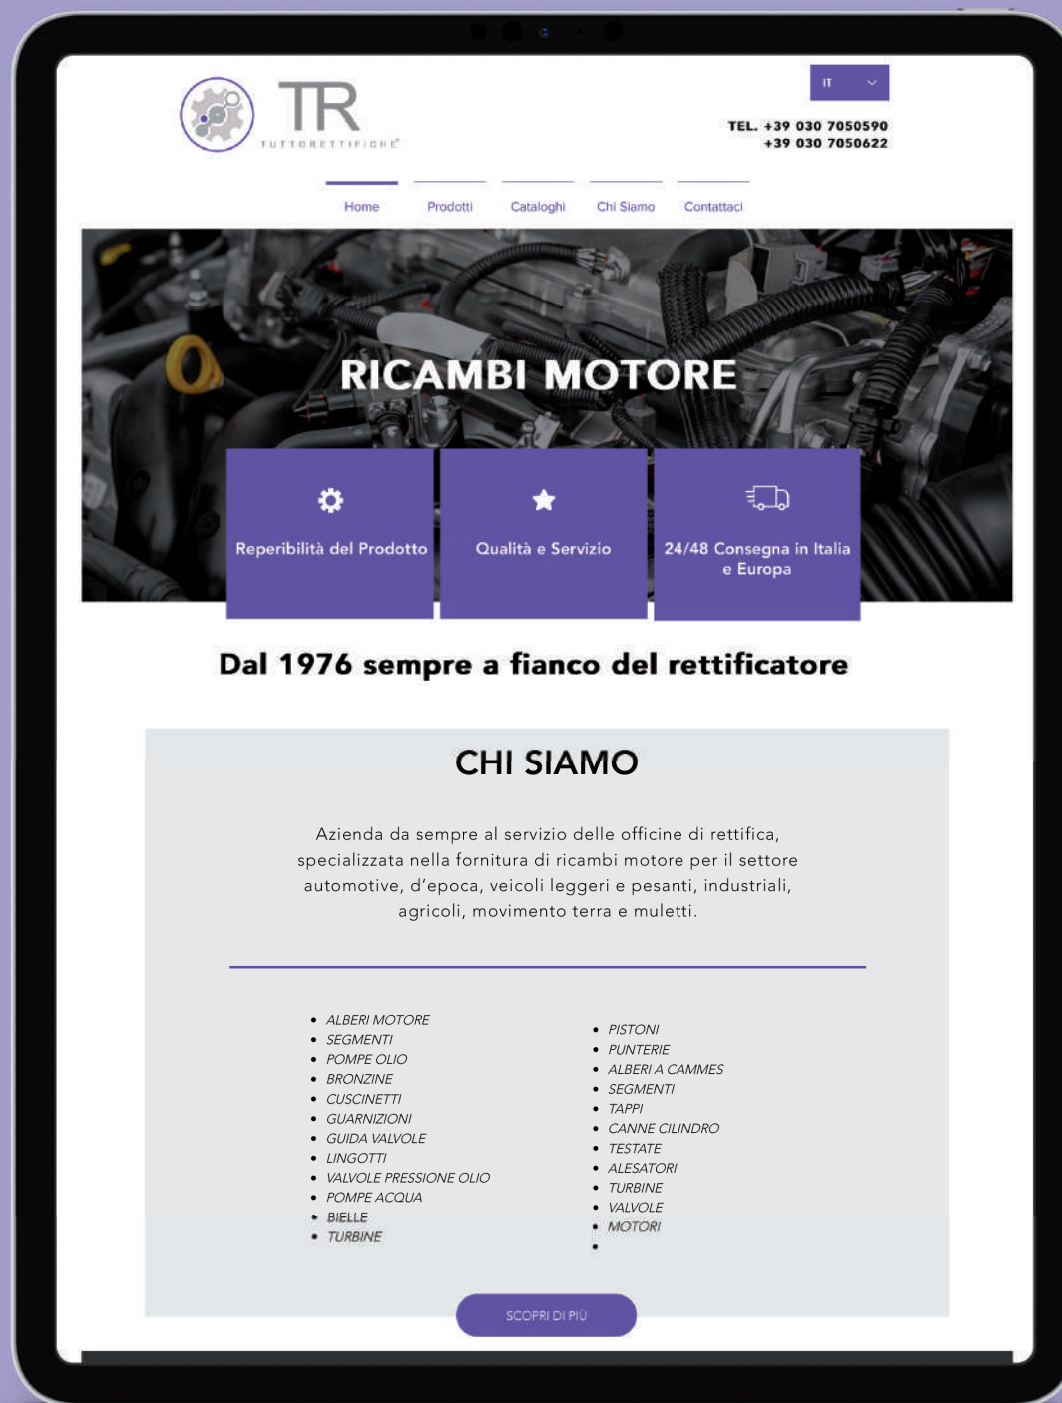 TR
TUTTORETTIFICHE®
IT
TEL. +39 030 7050590
+39 030 7050622
Home
Prodotti
Cataloghi
Chi Siamo
Contattaci
RICAMBI MOTORE
Reperibilità del Prodotto
Qualità e Servizio
24/48 Consegna in Italia
e Europa
Dal 1976 sempre a fianco del rettificatore
CHI SIAMO
Azienda da sempre al servizio delle officine di rettifica,
specializzata nella fornitura di ricambi motore per il settore
automotive, d'epoca, veicoli leggeri e pesanti, industriali,
agricoli, movimento terra e muletti.
• ALBERI MOTORE
• SEGMENTI
• POMPE OLIO
• BRONZINE
• CUSCINETTI
• GUARNIZIONI
• GUIDA VALVOLE
• LINGOTTI
• VALVOLE PRESSIONE OLIO
• POMPE ACQUA
• BIELLE
• TURBINE
• PISTONI
• PUNTERIE
• ALBERI A CAMMES
• SEGMENTI
• TAPPI
• CANNE CILINDRO
• TESTATE
• ALESATORI
• TURBINE
• VALVOLE
• MOTORI
•
SCOPRI DI PIÙ